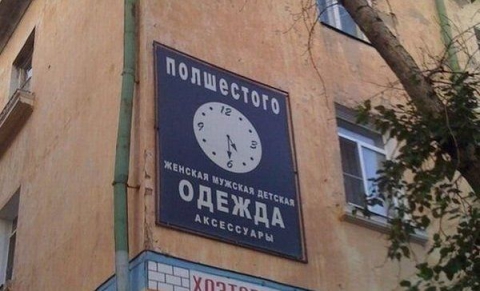 ПОЛШЕСТОГО
12
9 3
6
ЖЕНСКАЯ МУЖСКАЯ ДЕТСКАЯ
ОДЕЖДА
АКСЕССУАРЫ